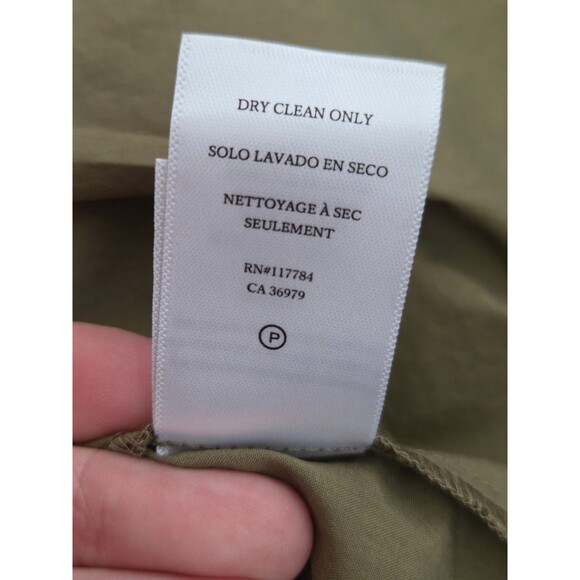 DRY CLEAN ONLY
SOLO LAVADO EN SECO
NETTOYAGE À SEC
SEULEMENT
RN#117784
CA 36979
P